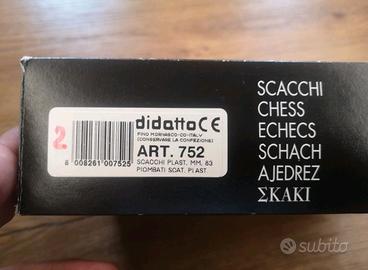 2
didatto CE
FINO MORNASCO-CO-ITALY
(CONSERVARE LA CONFEZIONE)
ART. 752
SCACCHI PLAST. MM. 83
PIOMBATI SCAT. PLAST.
8 008261 007525
SCACCHI
CHESS
ECHECS
SCHACH
AJEDREZ
ΣKAKI
subito